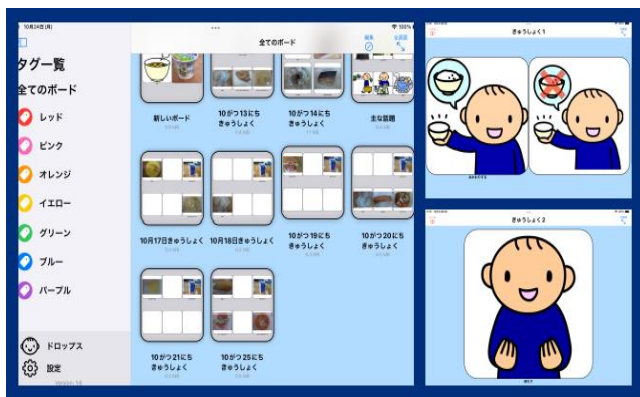 10月24日(月)
100%
タグ一覧
全てのボード
レッド
ピンク
オレンジ
イエロー
グリーン
ブルー
パープル
ドロップス
設定
全てのボード
編集
全画面
新しいボード
10がつ13にち
きゅうしょく
10がつ14にち
きゅうしょく
主な話題
10月17日きゅうしょく
10月18日きゅうしょく
10がつ19にち
きゅうしょく
10がつ20にち
きゅうしょく
10がつ21にち
きゅうしょく
10がつ25にち
きゅうしょく
きゅうしょく1
きゅうしょく2